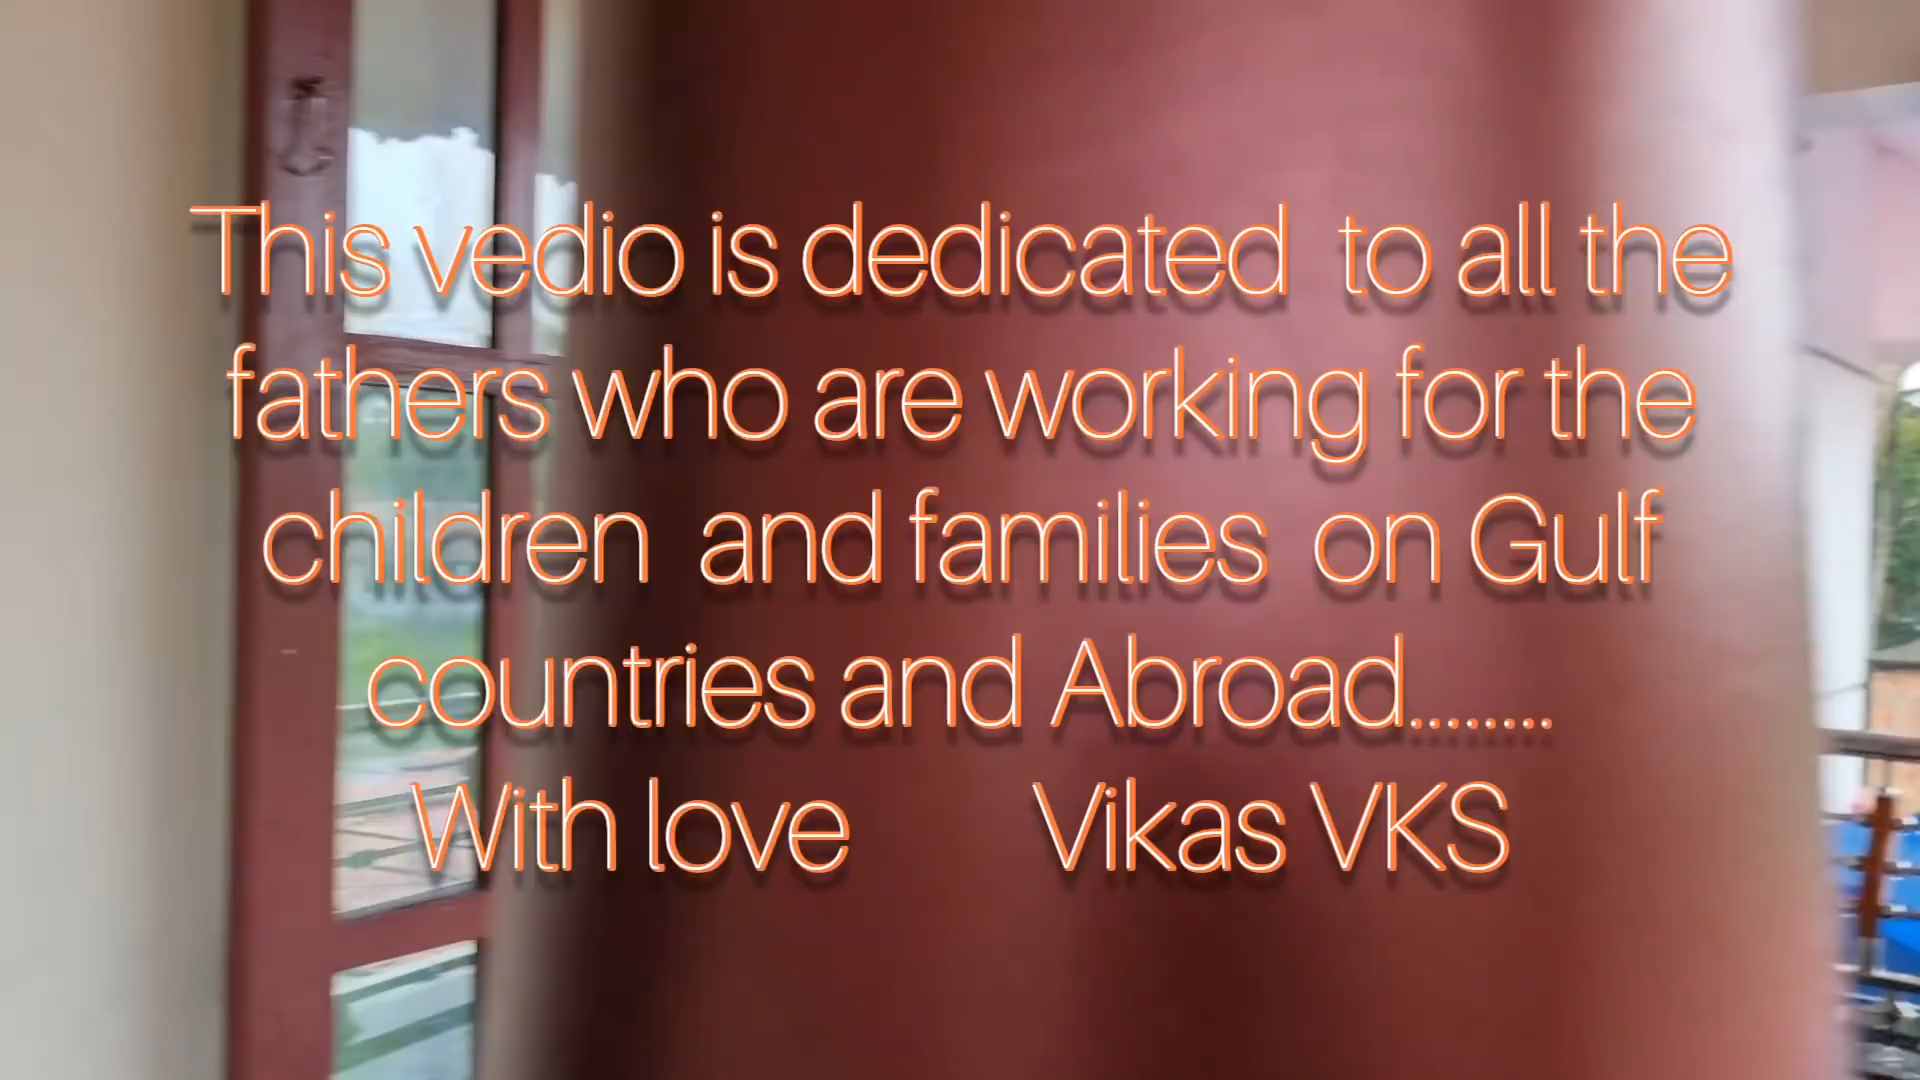 This vedio is dedicated to all the
fathers who are working for the
children and families on Gulf
countries and Abroad........
With love Vikas VKS